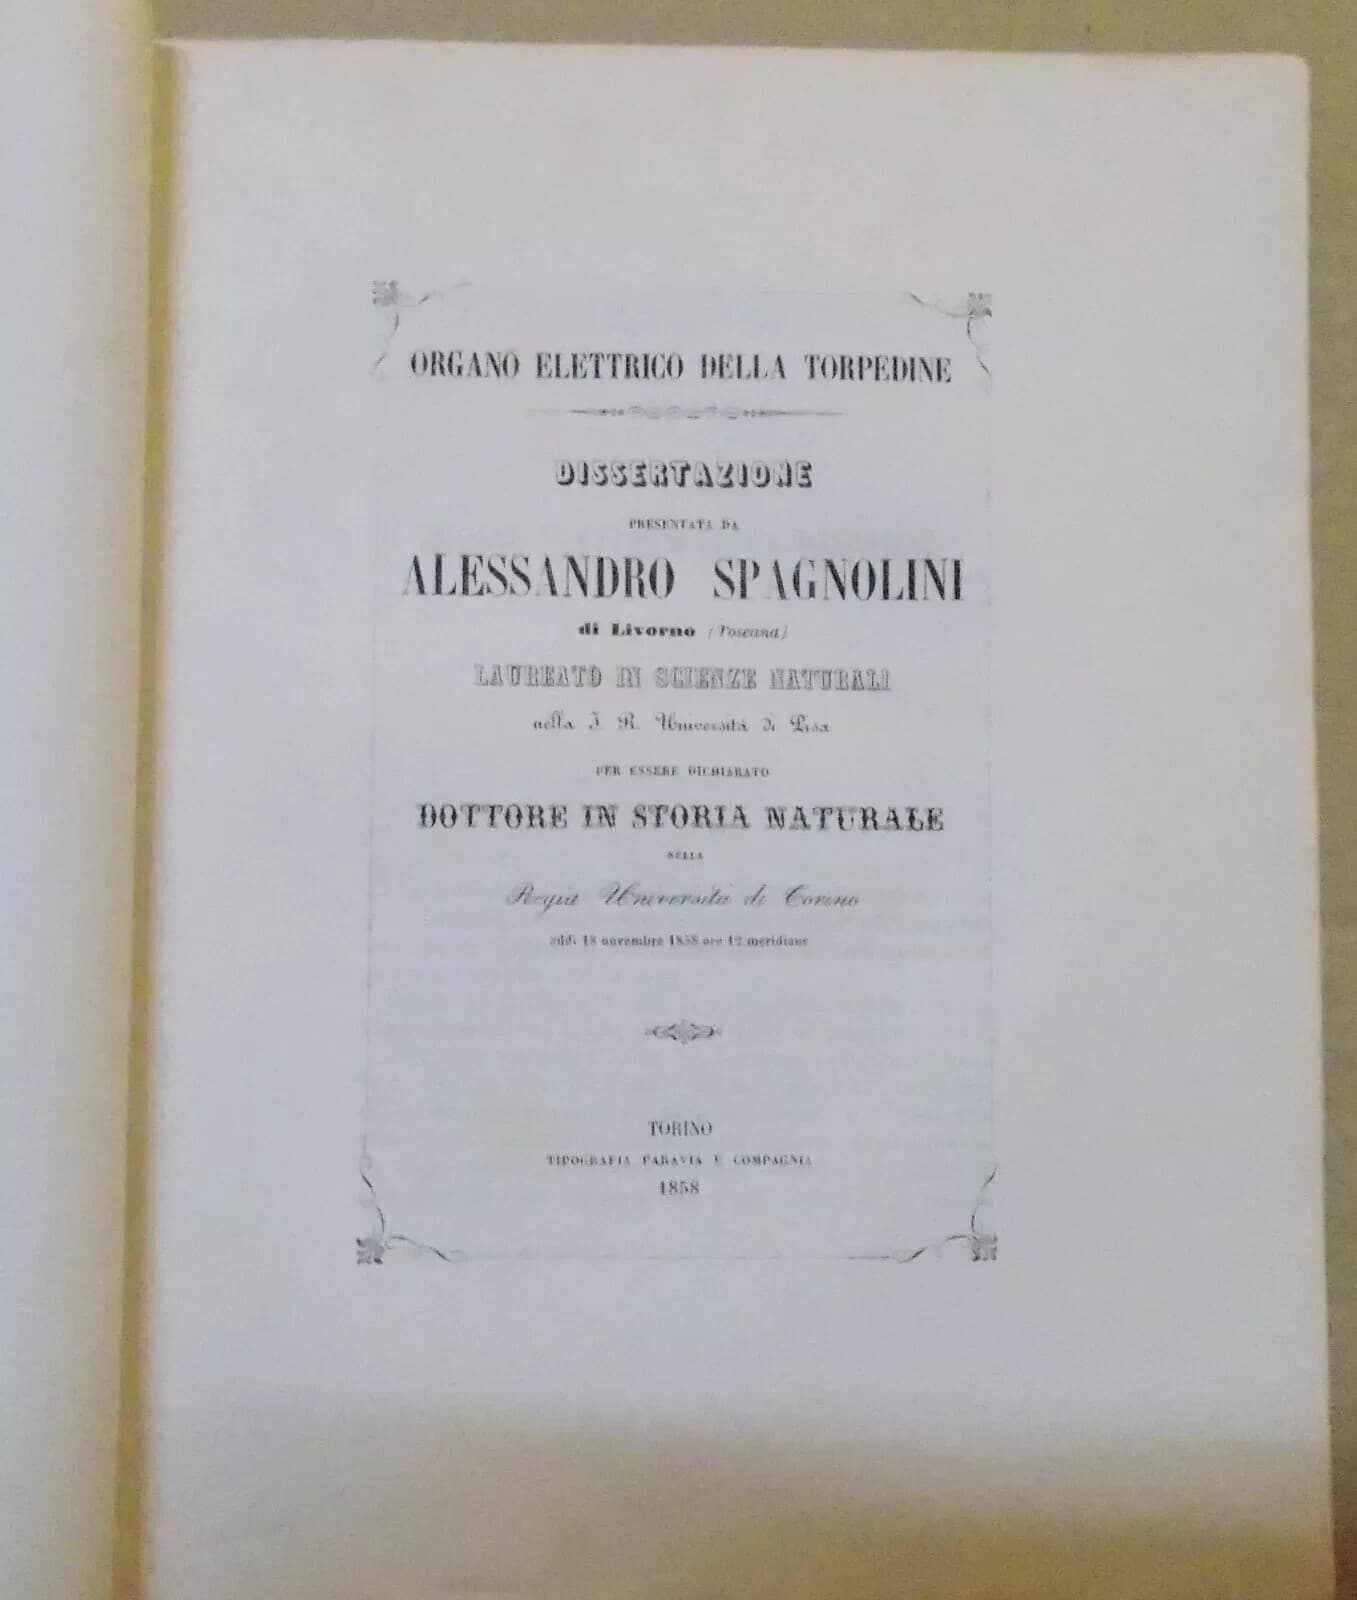 ORGANO ELETTRICO DELLA TORPEDINE
DISSERTAZIONE
PRESENTATA DA
ALESSANDRO SPAGNOLINI
di Livorno (Toscana)
LAUREATO IN SCIENZE NATURALI
nella I. R. Università di Pisa
PER ESSERE DICHIARATO
DOTTORE IN STORIA NATURALE
NELLA
Regia Università di Torino
addì 18 novembre 1858 ore 12 meridiane
TORINO
TIPOGRAFIA PARAVIA E COMPAGNIA
1858